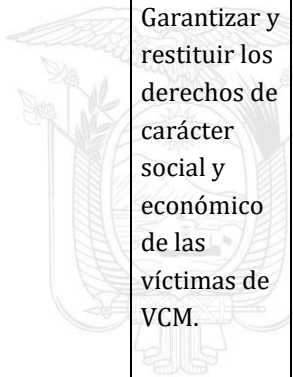 Garantizar y
restituir los
derechos de
carácter
social y
económico
de las
víctimas de
VCM.